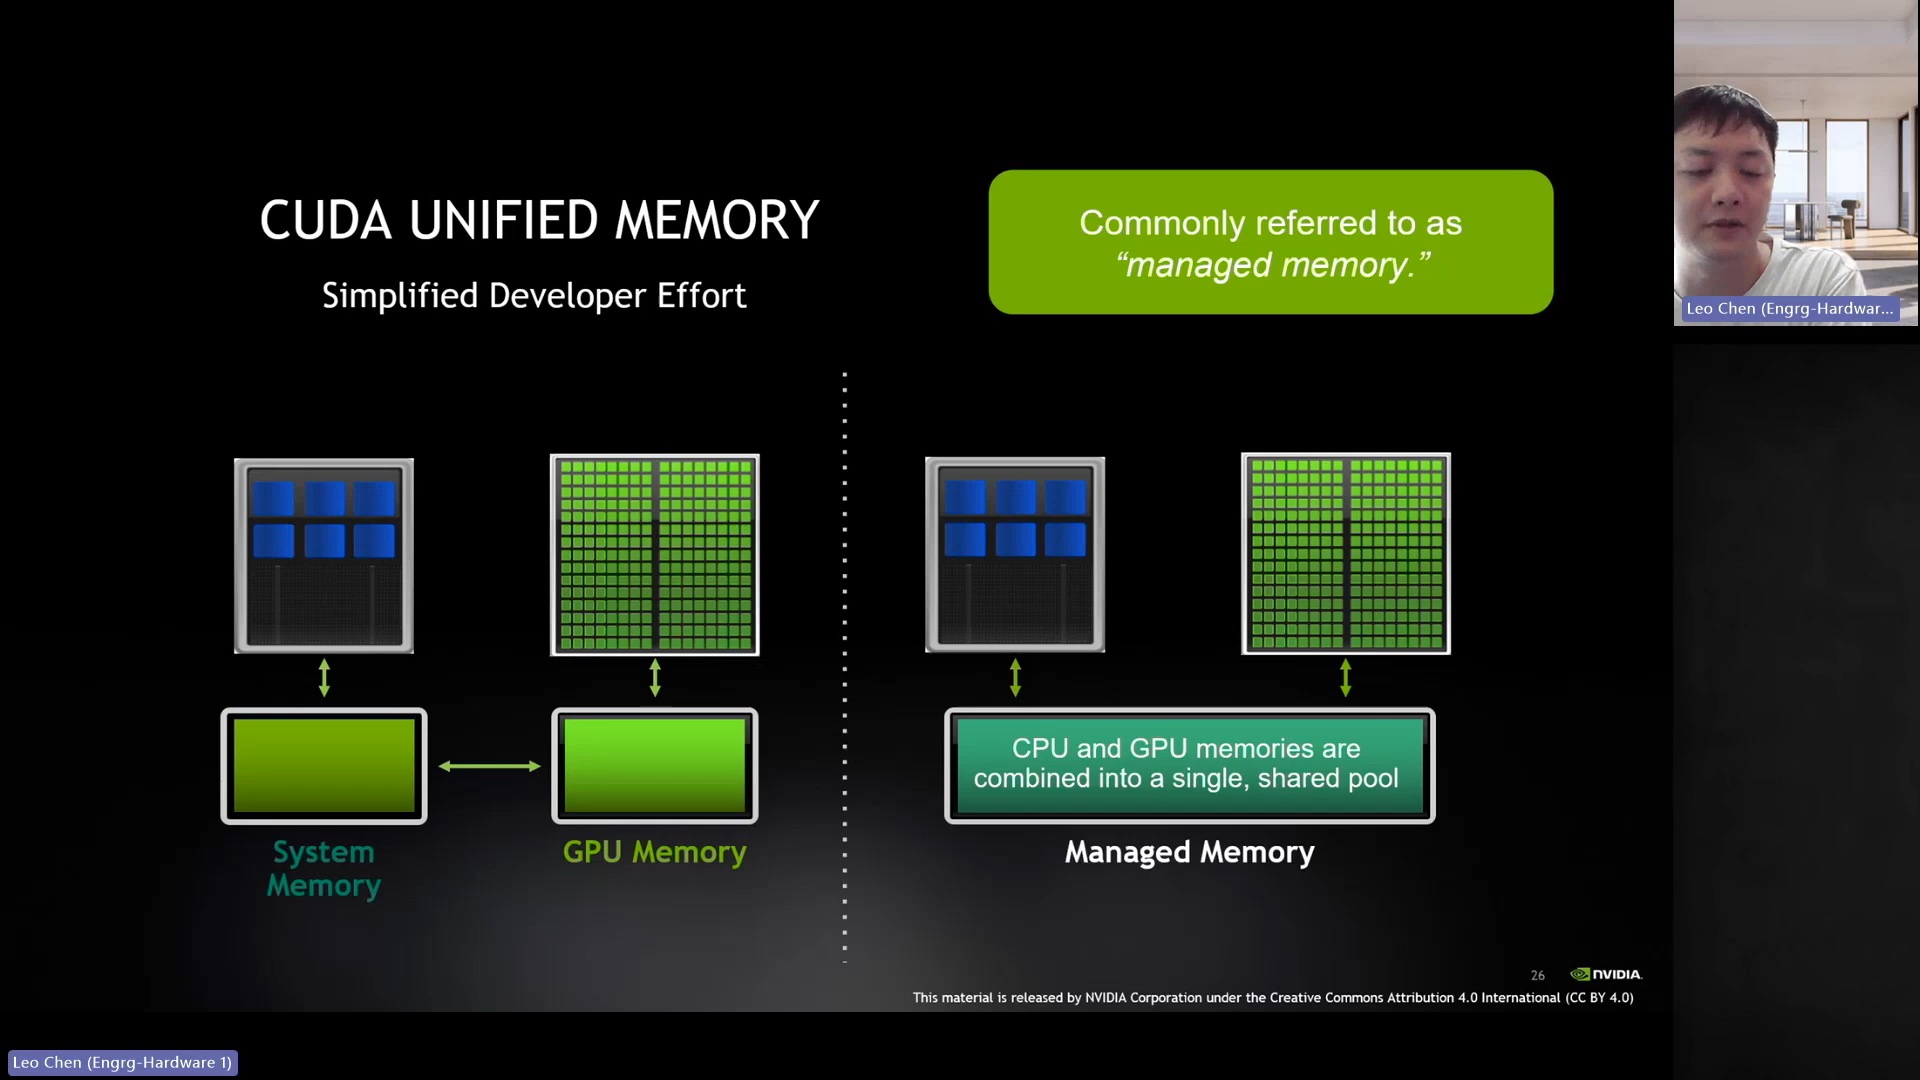 CUDA UNIFIED MEMORY
Simplified Developer Effort
Commonly referred to as
“managed memory.”
Leo Chen (Engrg-Hardwar...
CPU and GPU memories are
combined into a single, shared pool
System
Memory
GPU Memory
Managed Memory
26
NVIDIA.
This material is released by NVIDIA Corporation under the Creative Commons Attribution 4.0 International (CC BY 4.0)
Leo Chen (Engrg-Hardware 1)